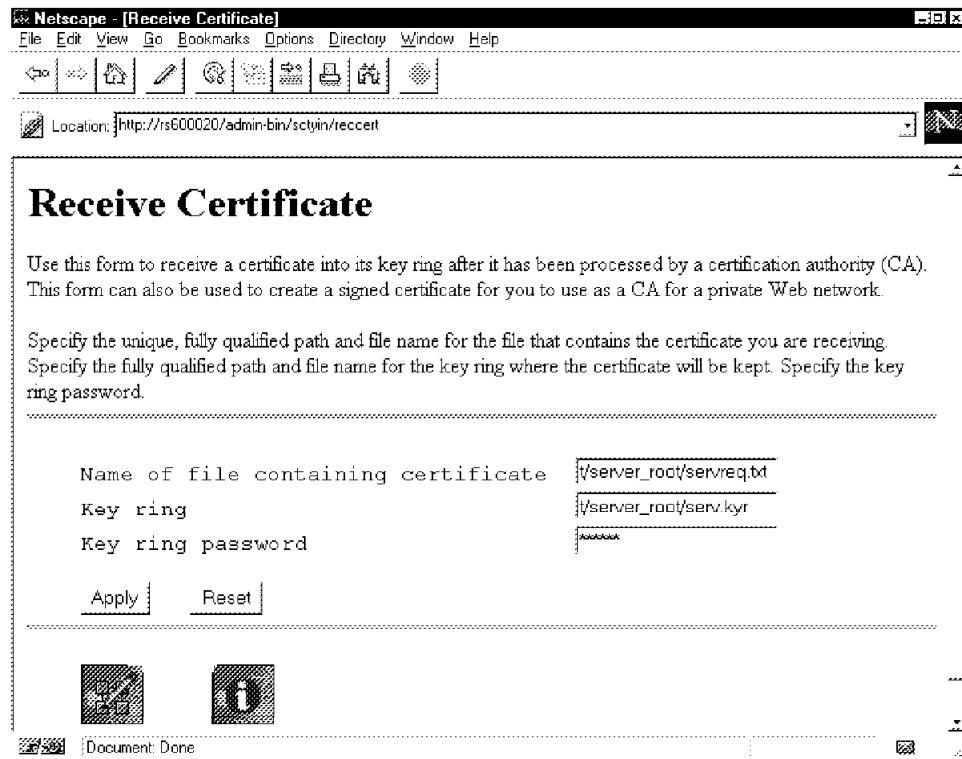 Netscape - [Receive Certificate]
File Edit View Go Bookmarks Options Directory Window Help
Location: http://rs600020/admin-bin/sctyin/reccert
N
Receive Certificate
Use this form to receive a certificate into its key ring after it has been processed by a certification authority (CA).
This form can also be used to create a signed certificate for you to use as a CA for a private Web network.
Specify the unique, fully qualified path and file name for the file that contains the certificate you are receiving.
Specify the fully qualified path and file name for the key ring where the certificate will be kept. Specify the key
ring password.
Name of file containing certificate t/server_root/servreq.txt
Key ring t/server_root/serv.kyr
Key ring password ******
Apply Reset
i
Document: Done